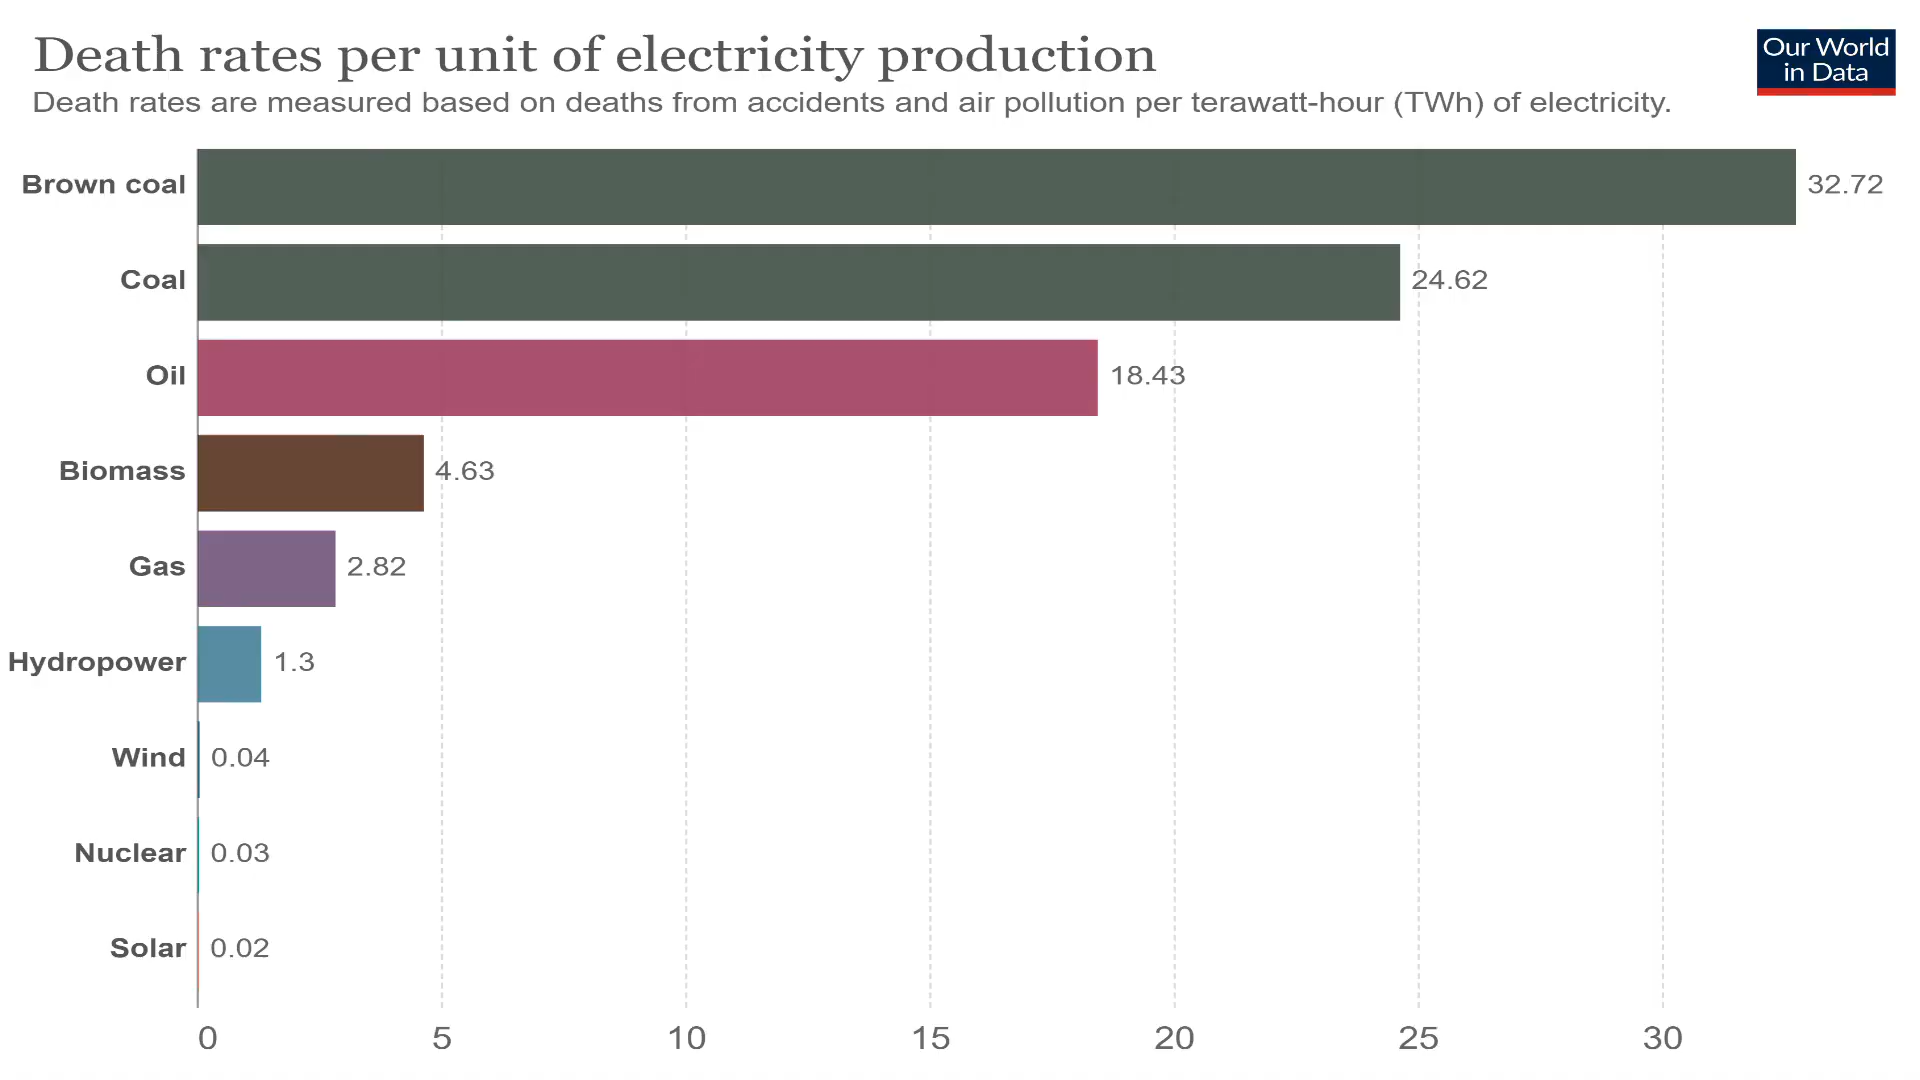 Death rates per unit of electricity production
Our World
in Data
Death rates are measured based on deaths from accidents and air pollution per terawatt-hour (TWh) of electricity.
Brown coal 32.72
Coal 24.62
Oil 18.43
Biomass 4.63
Gas 2.82
Hydropower 1.3
Wind 0.04
Nuclear 0.03
Solar 0.02
0 5 10 15 20 25 30